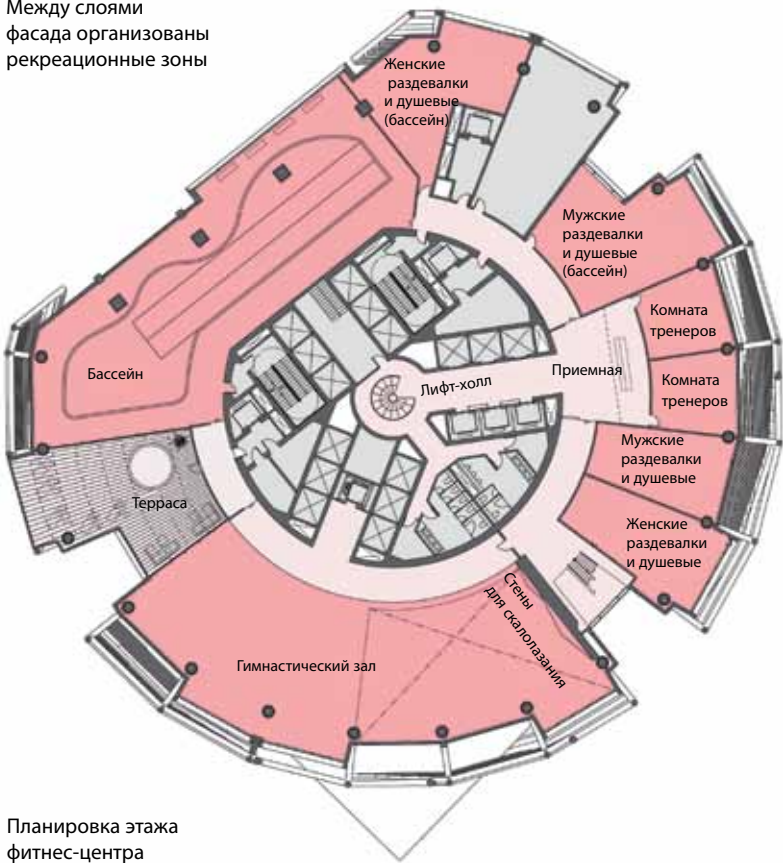 Между слоями
фасада организованы
рекреационные зоны
Женские
раздевалки
и душевые
(бассейн)
Мужские
раздевалки
и душевые
(бассейн)
Комната
тренеров
Бассейн
Лифт-холл
Приемная
Комната
тренеров
Мужские
раздевалки
и душевые
Терраса
Женские
раздевалки
и душевые
Стены
для скалолазания
Гимнастический зал
Планировка этажа
фитнес-центра